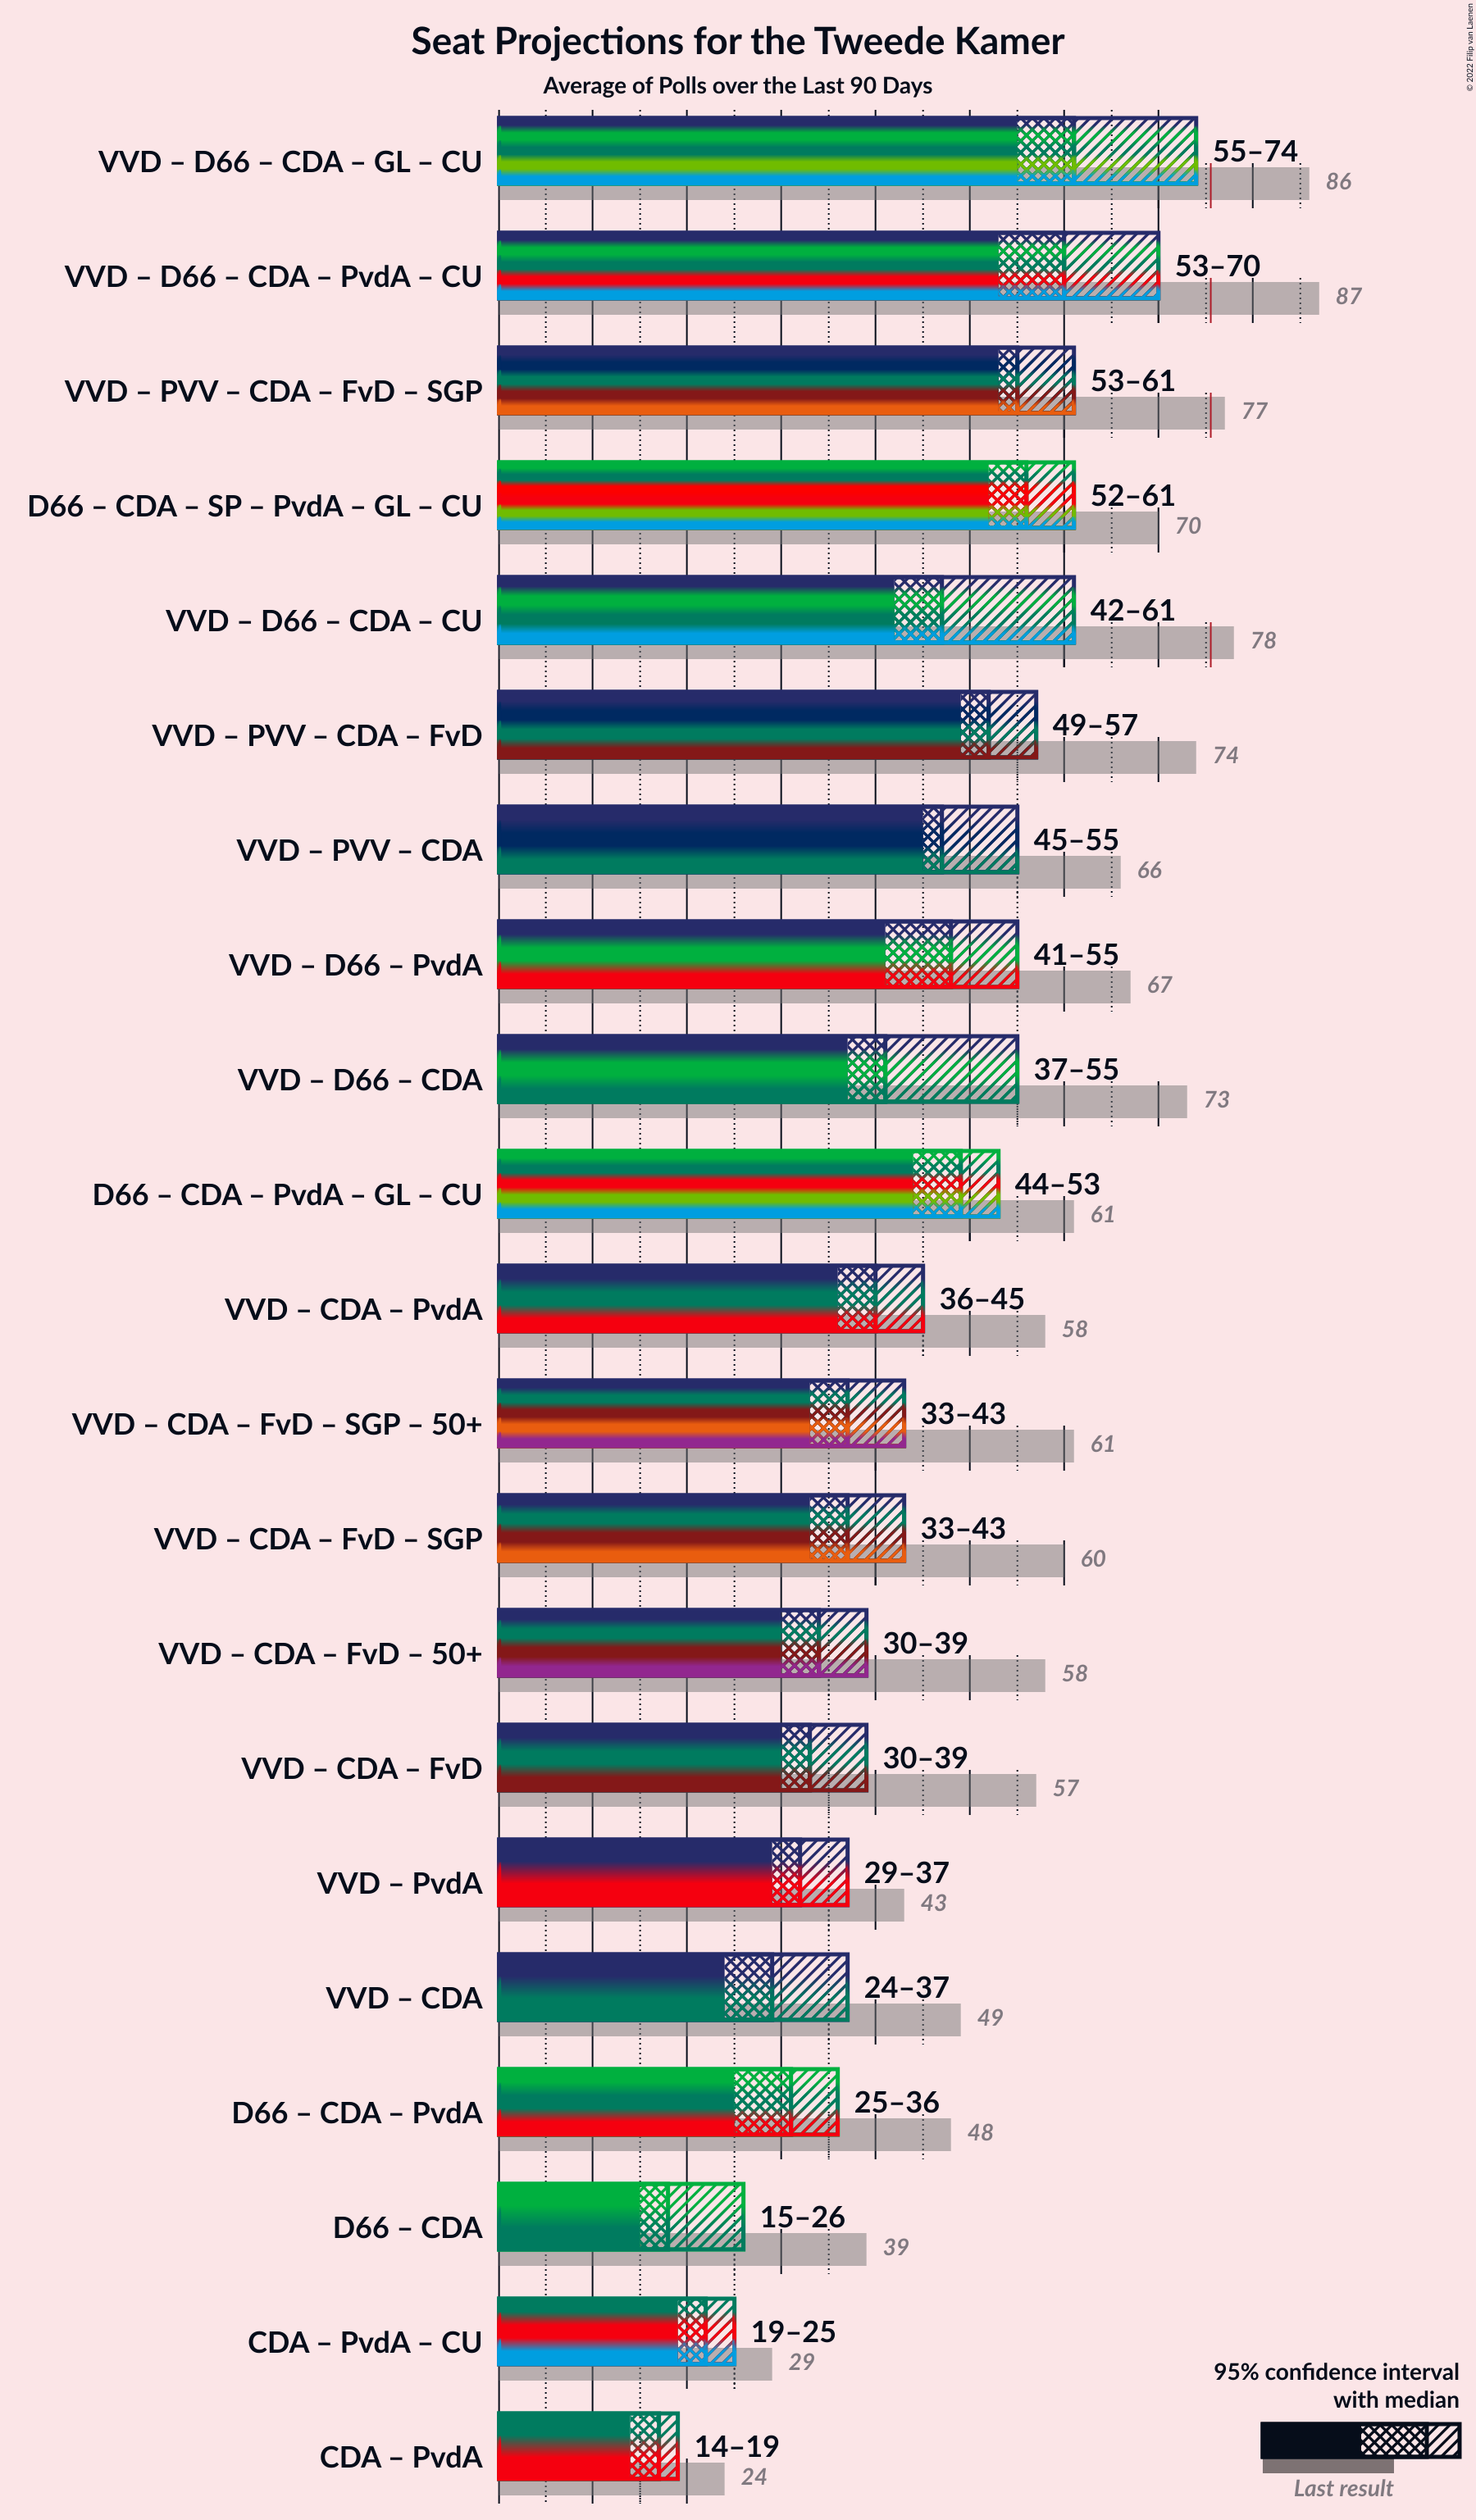 Seat Projections for the Tweede Kamer
Average of Polls over the Last 90 Days
© 2022 Filip van Laenen
VVD – D66 – CDA – GL – CU
55–74
86
VVD – D66 – CDA – PvdA – CU
53–70
87
VVD – PVV – CDA – FvD – SGP
53–61
77
D66 – CDA – SP – PvdA – GL – CU
52–61
70
VVD – D66 – CDA – CU
42–61
78
VVD – PVV – CDA – FvD
49–57
74
VVD – PVV – CDA
45–55
66
VVD – D66 – PvdA
41–55
67
VVD – D66 – CDA
37–55
73
D66 – CDA – PvdA – GL – CU
44–53
61
VVD – CDA – PvdA
36–45
58
VVD – CDA – FvD – SGP – 50+
33–43
61
VVD – CDA – FvD – SGP
33–43
60
VVD – CDA – FvD – 50+
30–39
58
VVD – CDA – FvD
30–39
57
VVD – PvdA
29–37
43
VVD – CDA
24–37
49
D66 – CDA – PvdA
25–36
48
D66 – CDA
15–26
39
CDA – PvdA – CU
19–25
29
CDA – PvdA
14–19
24
95% confidence interval
with median
Last result